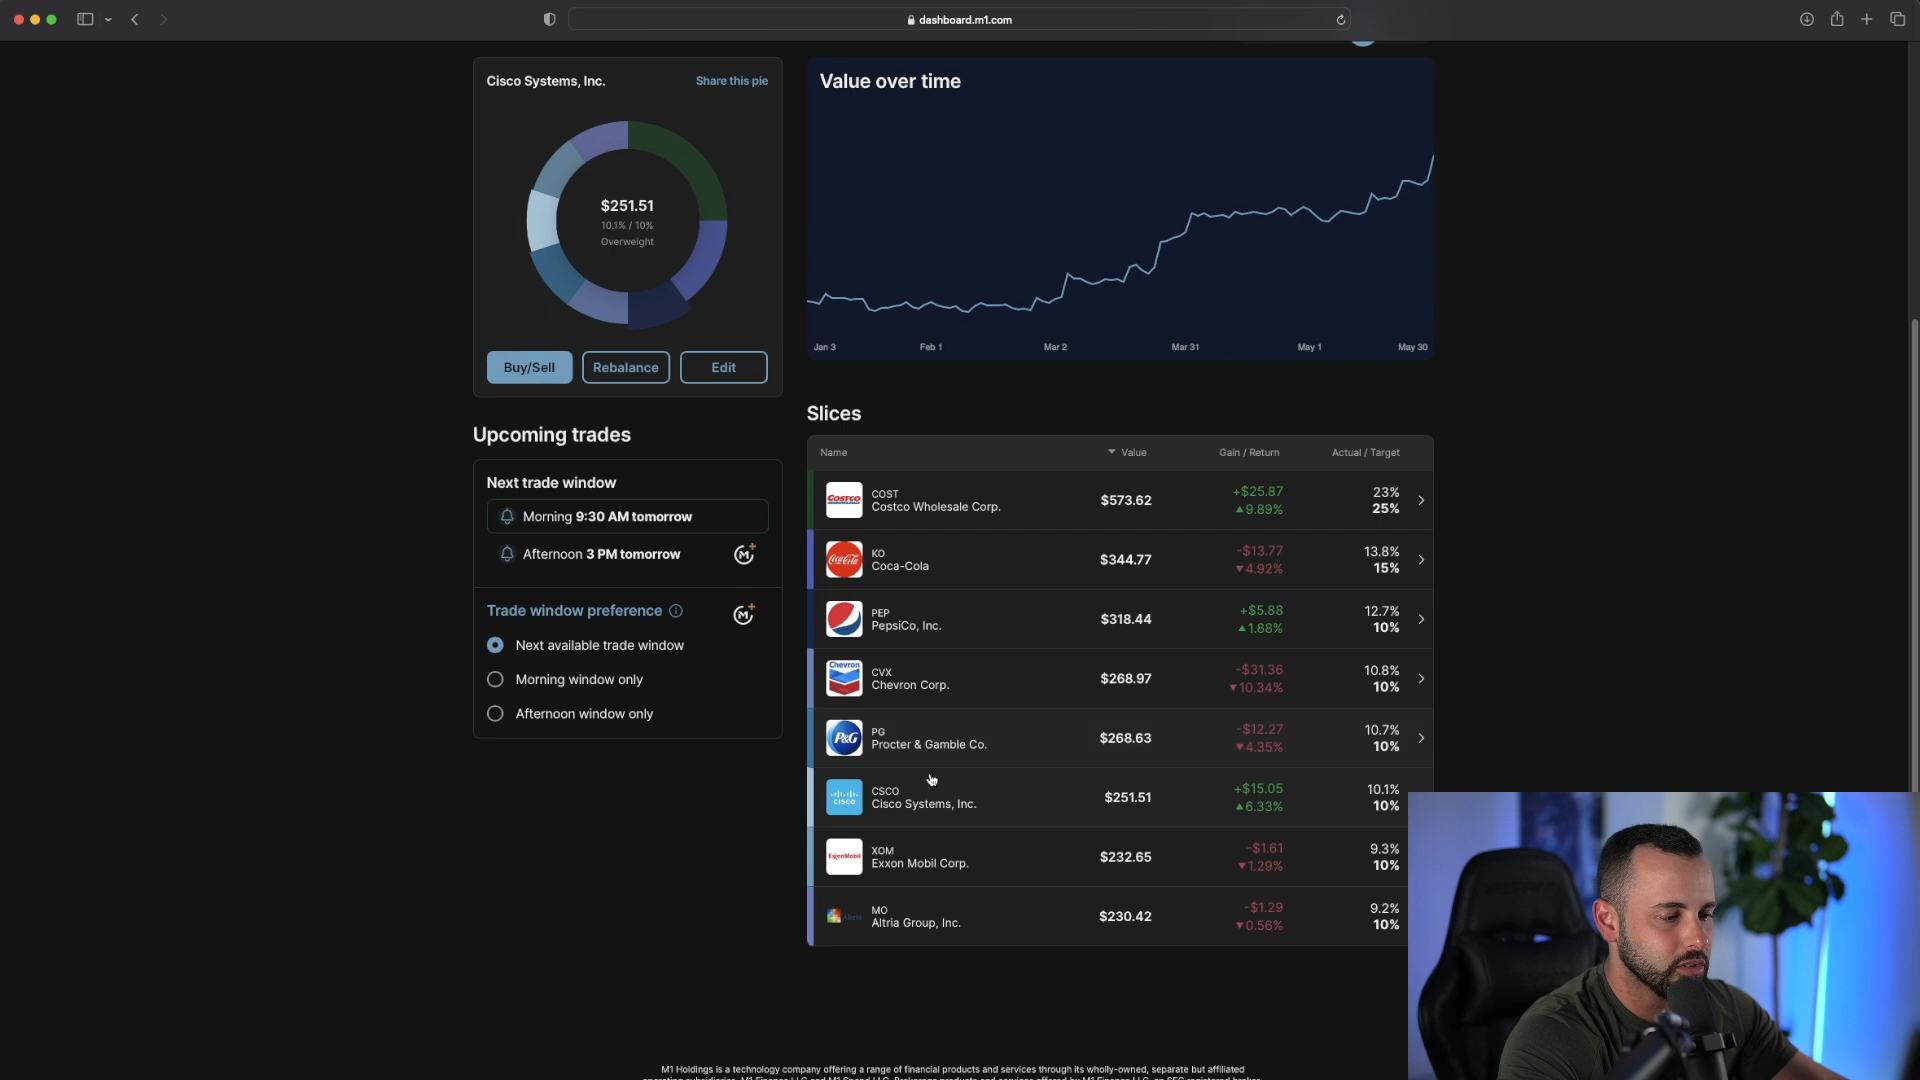 dashboard.m1.com
Cisco Systems, Inc.
Share this pie
$251.51
10.1% / 10%
Overweight
Buy/Sell
Rebalance
Edit
Value over time
Jan 3
Feb 1
Mar 2
Mar 31
May 1
May 30
Upcoming trades
Next trade window
Morning 9:30 AM tomorrow
Afternoon 3 PM tomorrow
Trade window preference
Next available trade window
Morning window only
Afternoon window only
Slices
Name Value Gain / Return Actual / Target
COSTCO
COST
Costco Wholesale Corp.
$573.62
+$25.87
▲9.89%
23%
25%
Coca-Cola
KO
Coca-Cola
$344.77
-$13.77
▼4.92%
13.8%
15%
PEP
PepsiCo, Inc.
$318.44
+$5.88
▲1.88%
12.7%
10%
Chevron
CVX
Chevron Corp.
$268.97
-$31.36
▼10.34%
10.8%
10%
P&G
PG
Procter & Gamble Co.
$268.63
-$12.27
▼4.35%
10.7%
10%
CISCO
CSCO
Cisco Systems, Inc.
$251.51
+$15.05
▲6.33%
10.1%
10%
ExxonMobil
XOM
Exxon Mobil Corp.
$232.65
-$1.61
▼1.29%
9.3%
10%
Altria
MO
Altria Group, Inc.
$230.42
-$1.29
▼0.56%
9.2%
10%
M1 Holdings is a technology company offering a range of financial products and services through its wholly-owned, separate but affiliated